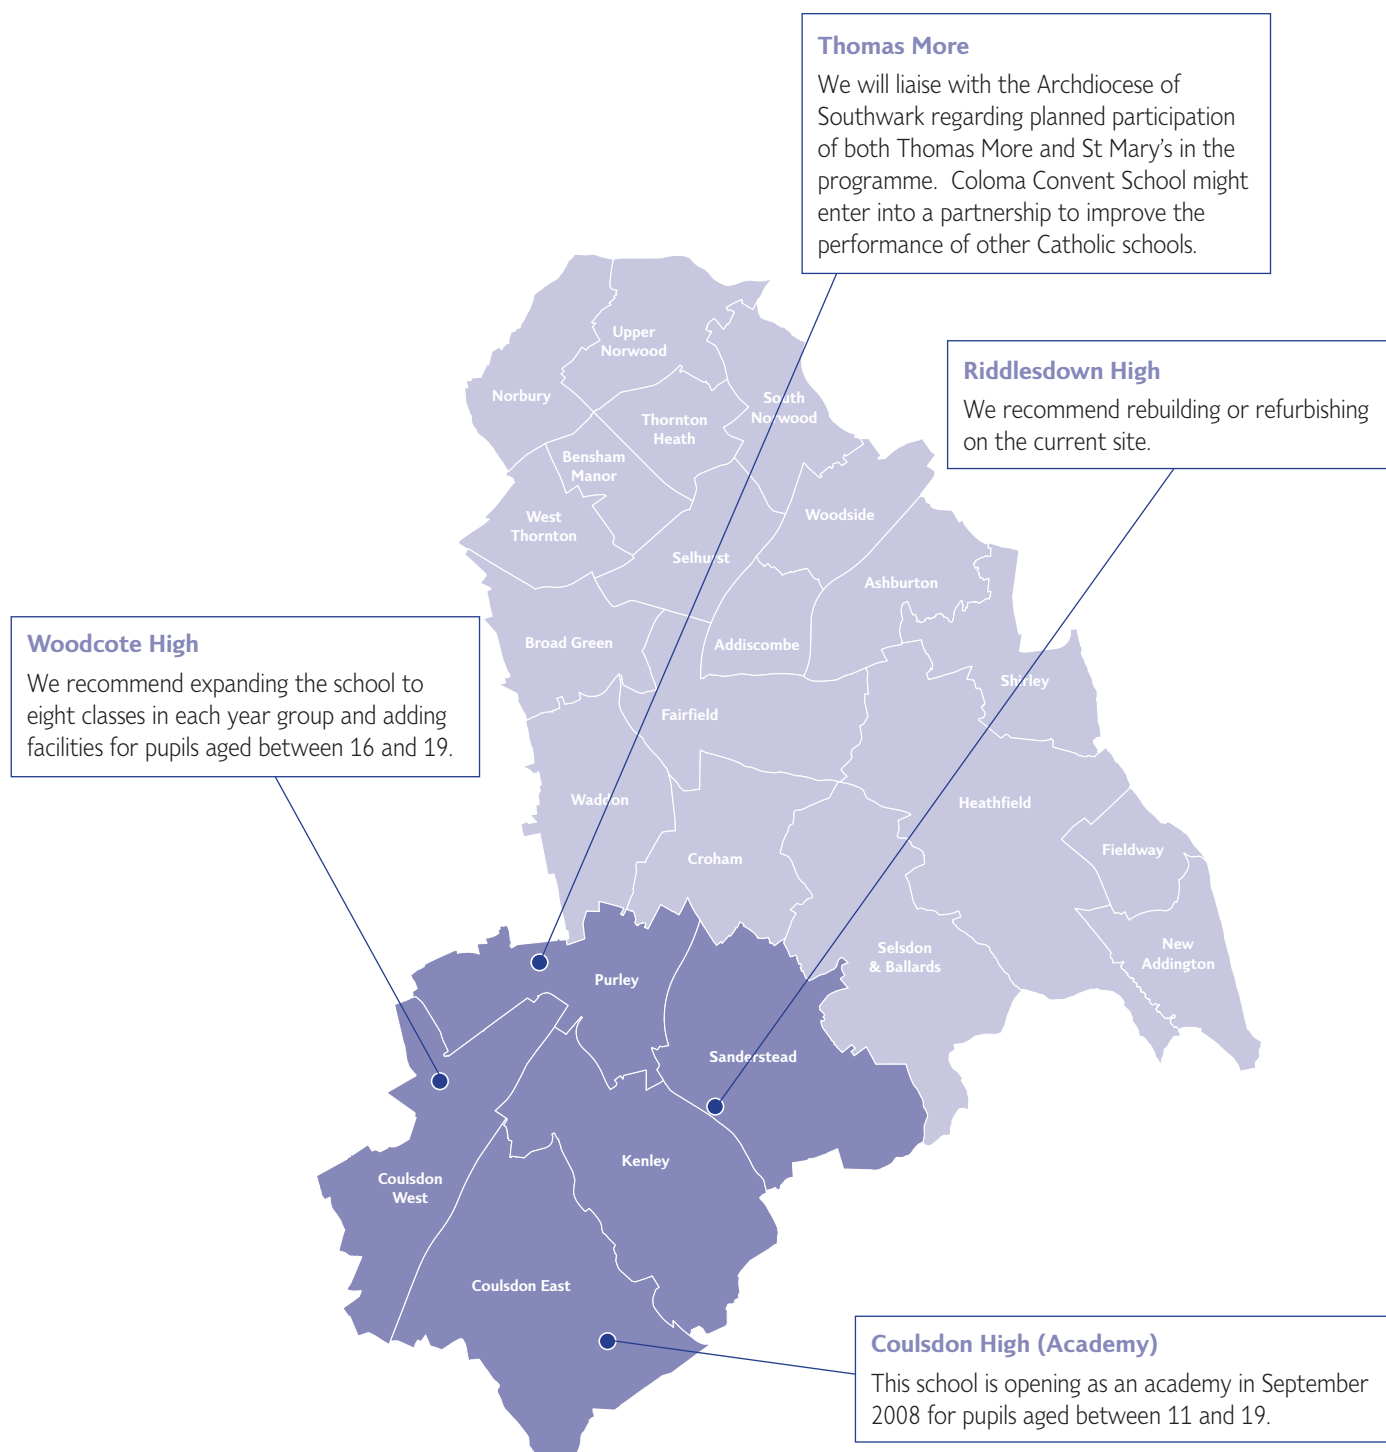 Thomas More
We will liaise with the Archdiocese of
Southwark regarding planned participation
of both Thomas More and St Mary’s in the
programme.  Coloma Convent School might
enter into a partnership to improve the
performance of other Catholic schools.
Riddlesdown High
We recommend rebuilding or refurbishing
on the current site.
Woodcote High
We recommend expanding the school to
eight classes in each year group and adding
facilities for pupils aged between 16 and 19.
Upper
Norwood
Norbury
South
Norwood
Thornton
Heath
Bensham
Manor
West
Thornton
Woodside
Selhurst
Ashburton
Broad Green
Addiscombe
Shirley
Fairfield
Waddon
Heathfield
Croham
Fieldway
Selsdon
& Ballards
New
Addington
Purley
Sanderstead
Kenley
Coulsdon
West
Coulsdon East
Coulsdon High (Academy)
This school is opening as an academy in September
2008 for pupils aged between 11 and 19.